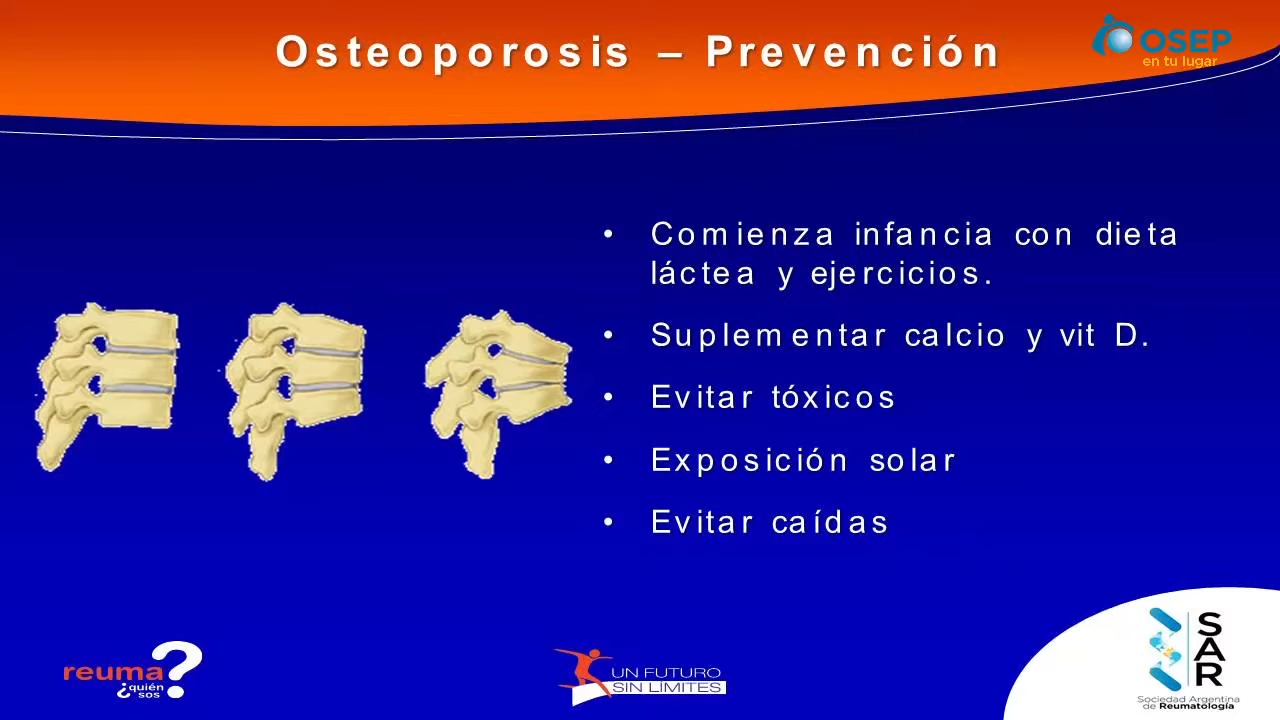 Osteoporosis – Prevención
OSEP
en tu lugar
• Comienza infancia con dieta
láctea y ejercicios.
• Suplementar calcio y vit D.
• Evitar tóxicos
• Exposición solar
• Evitar caídas
reuma?
¿quién
sos
UN FUTURO
SIN LÍMITES
SAR
Sociedad Argentina
de Reumatología